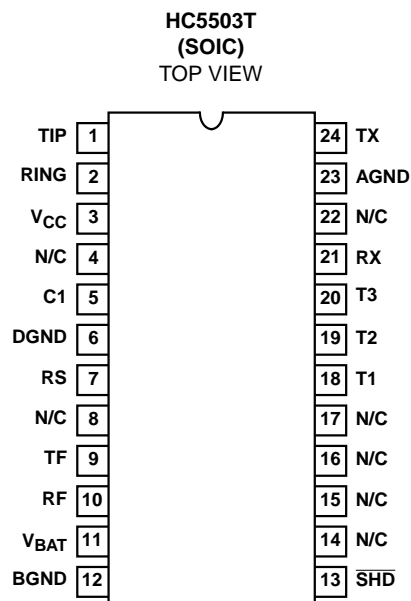 HC5503T
(SOIC)
TOP VIEW
TIP 1 24 TX
RING 2 23 AGND
VCC 3 22 N/C
N/C 4 21 RX
C1 5 20 T3
DGND 6 19 T2
RS 7 18 T1
N/C 8 17 N/C
TF 9 16 N/C
RF 10 15 N/C
VBAT 11 14 N/C
BGND 12 13 S̅H̅D̅